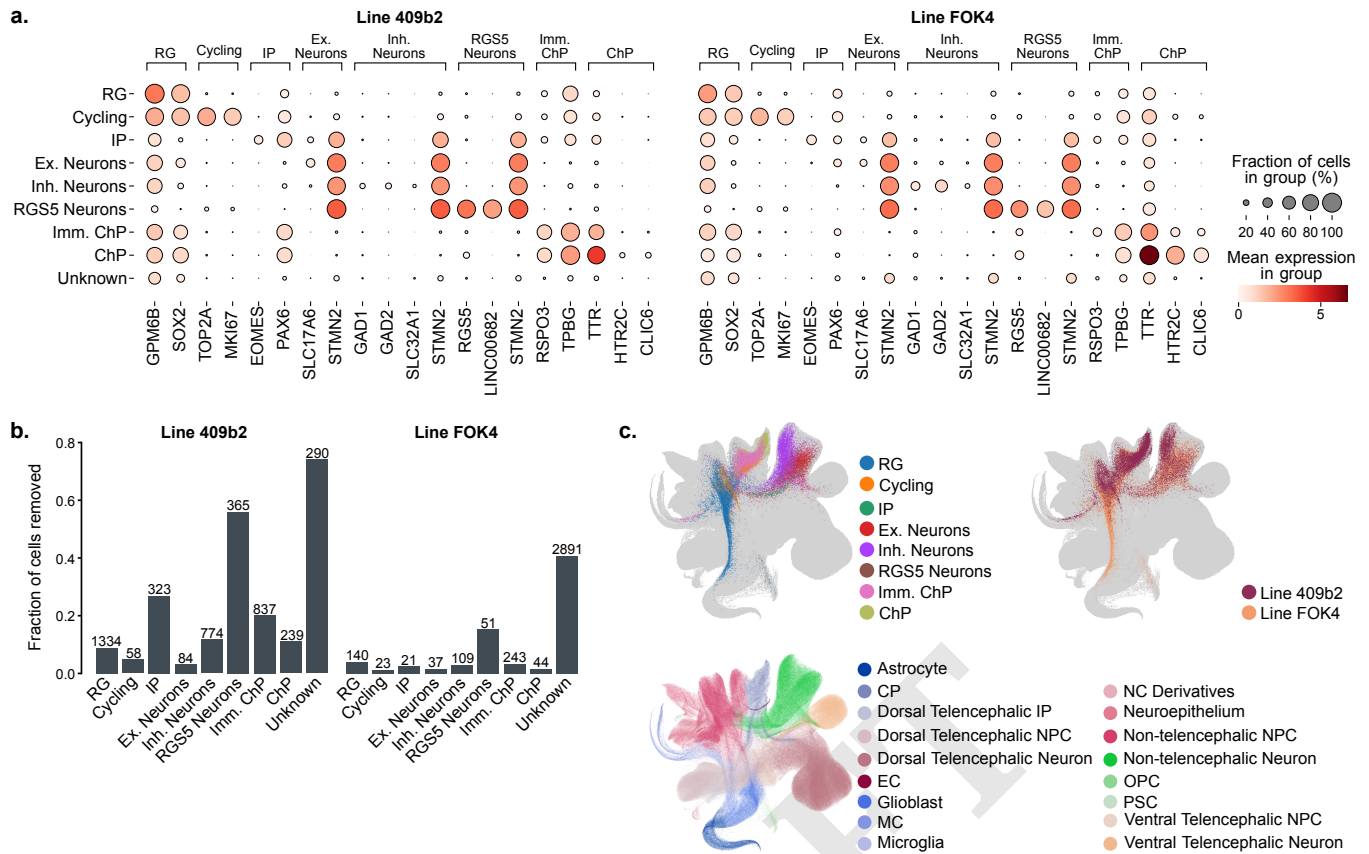 a.
Line 409b2
Line FOK4
RG
Cycling
IP
Ex.
Neurons
Inh.
Neurons
RGS5
Neurons
Imm.
ChP
ChP
RG
Cycling
IP
Ex.
Neurons
Inh.
Neurons
RGS5
Neurons
Imm.
ChP
ChP
RG
Cycling
IP
Ex. Neurons
Inh. Neurons
RGS5 Neurons
Imm. ChP
ChP
Unknown
GPM6B
SOX2
TOP2A
MKI67
EOMES
PAX6
SLC17A6
STMN2
GAD1
GAD2
SLC32A1
STMN2
RGS5
LINC00682
STMN2
RSPO3
TPBG
TTR
HTR2C
CLIC6
GPM6B
SOX2
TOP2A
MKI67
EOMES
PAX6
SLC17A6
STMN2
GAD1
GAD2
SLC32A1
STMN2
RGS5
LINC00682
STMN2
RSPO3
TPBG
TTR
HTR2C
CLIC6
Fraction of cells
in group (%)
20 40 60 80 100
Mean expression
in group
0 5
b.
Line 409b2
Line FOK4
Fraction of cells removed
0.8
0.6
0.4
0.2
0.0
1334
58
323
84
774
365
837
239
290
140
23
21
37
109
51
243
44
2891
RG
Cycling
IP
Ex. Neurons
Inh. Neurons
RGS5 Neurons
Imm. ChP
ChP
Unknown
RG
Cycling
IP
Ex. Neurons
Inh. Neurons
RGS5 Neurons
Imm. ChP
ChP
Unknown
c.
RG
Cycling
IP
Ex. Neurons
Inh. Neurons
RGS5 Neurons
Imm. ChP
ChP
Line 409b2
Line FOK4
Astrocyte
CP
Dorsal Telencephalic IP
Dorsal Telencephalic NPC
Dorsal Telencephalic Neuron
EC
Glioblast
MC
Microglia
NC Derivatives
Neuroepithelium
Non-telencephalic NPC
Non-telencephalic Neuron
OPC
PSC
Ventral Telencephalic NPC
Ventral Telencephalic Neuron